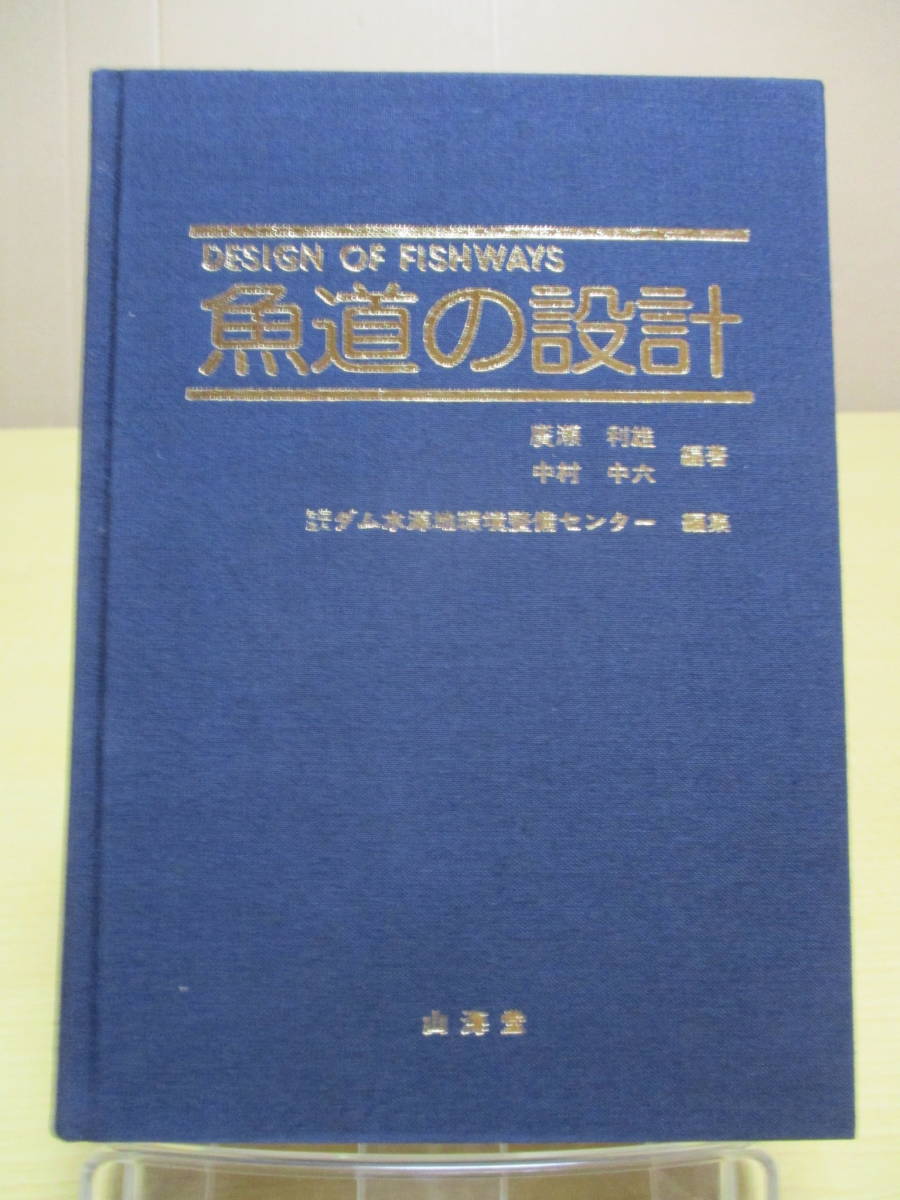 DESIGN OF FISHWAYS
魚道の設計
廣瀬 利雄
中村 中六
編著
ダム水源地環境整備センター 編集
山海堂